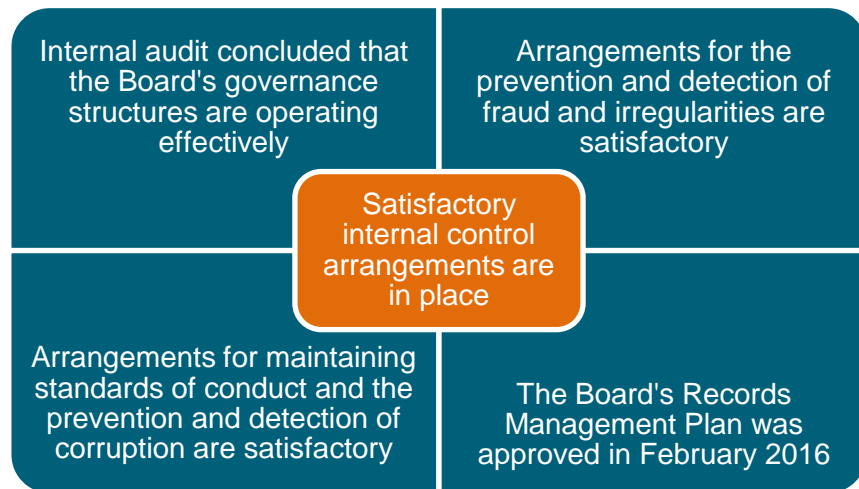 Internal audit concluded that
the Board's governance
structures are operating
effectively
Arrangements for the
prevention and detection of
fraud and irregularities are
satisfactory
Satisfactory
internal control
arrangements are
in place
Arrangements for maintaining
standards of conduct and the
prevention and detection of
corruption are satisfactory
The Board's Records
Management Plan was
approved in February 2016